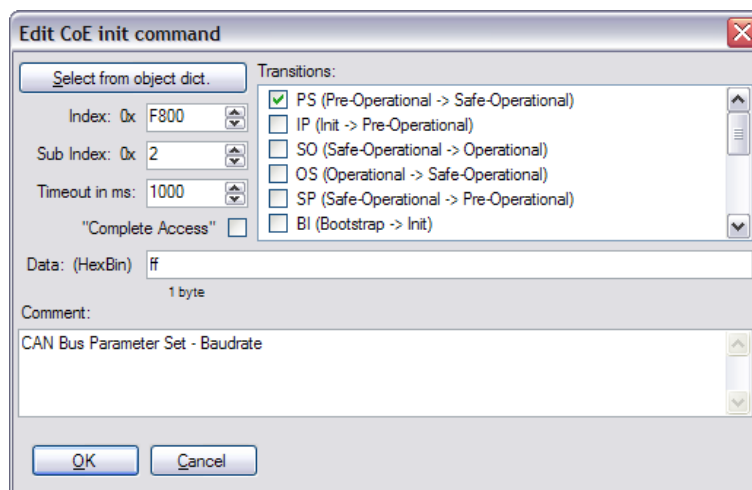 Edit CoE init command
Select from object dict.
Index: 0x F800
Sub Index: 0x 2
Timeout in ms: 1000
"Complete Access"
Transitions:
PS (Pre-Operational -> Safe-Operational)
IP (Init -> Pre-Operational)
SO (Safe-Operational -> Operational)
OS (Operational -> Safe-Operational)
SP (Safe-Operational -> Pre-Operational)
BI (Bootstrap -> Init)
Data: (HexBin) ff
1 byte
Comment:
CAN Bus Parameter Set - Baudrate
OK Cancel